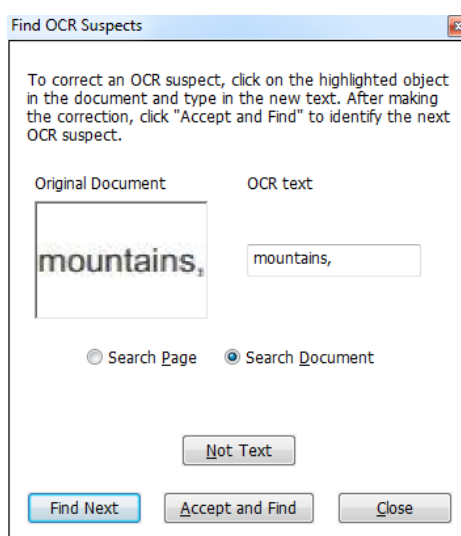 Find OCR Suspects
To correct an OCR suspect, click on the highlighted object
in the document and type in the new text. After making
the correction, click "Accept and Find" to identify the next
OCR suspect.
Original Document OCR text
mountains, mountains,
Search Page Search Document
Not Text
Find Next Accept and Find Close